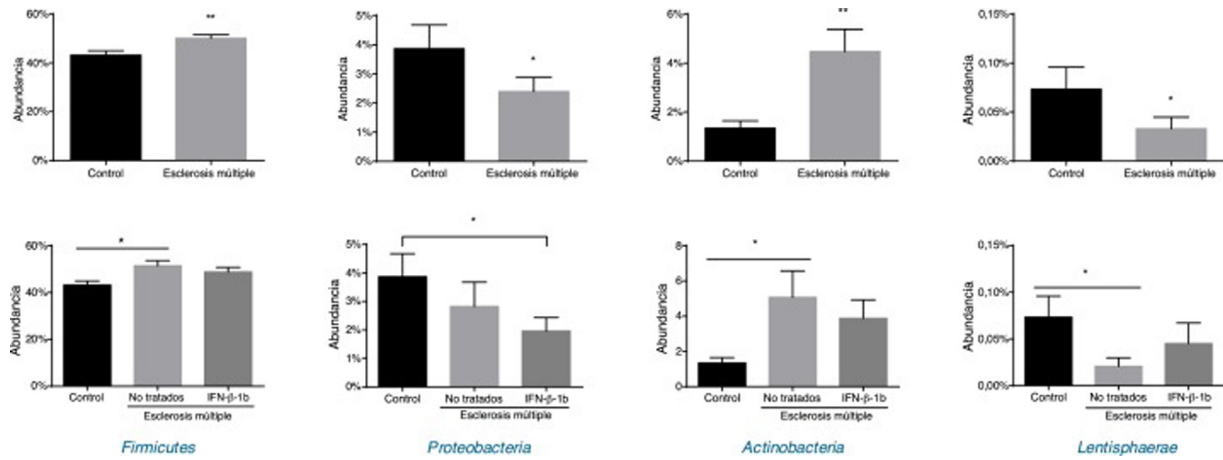 Abundancia
60%
40%
20%
0%
**
Control
Esclerosis múltiple
Abundancia
5%
4%
3%
2%
1%
0%
*
Control
Esclerosis múltiple
Abundancia
6%
4%
2%
0%
**
Control
Esclerosis múltiple
Abundancia
0,15%
0,10%
0,05%
0,00%
*
Control
Esclerosis múltiple
Abundancia
60%
40%
20%
0%
*
Control
No tratados
IFN-β-1b
Esclerosis múltiple
Firmicutes
Abundancia
5%
4%
3%
2%
1%
0%
*
Control
No tratados
IFN-β-1b
Esclerosis múltiple
Proteobacteria
Abundancia
8
6
4
2
0
*
Control
No tratados
IFN-β-1b
Esclerosis múltiple
Actinobacteria
Abundancia
0,15%
0,10%
0,05%
0,00%
*
Control
No tratados
IFN-β-1b
Esclerosis múltiple
Lentisphaerae